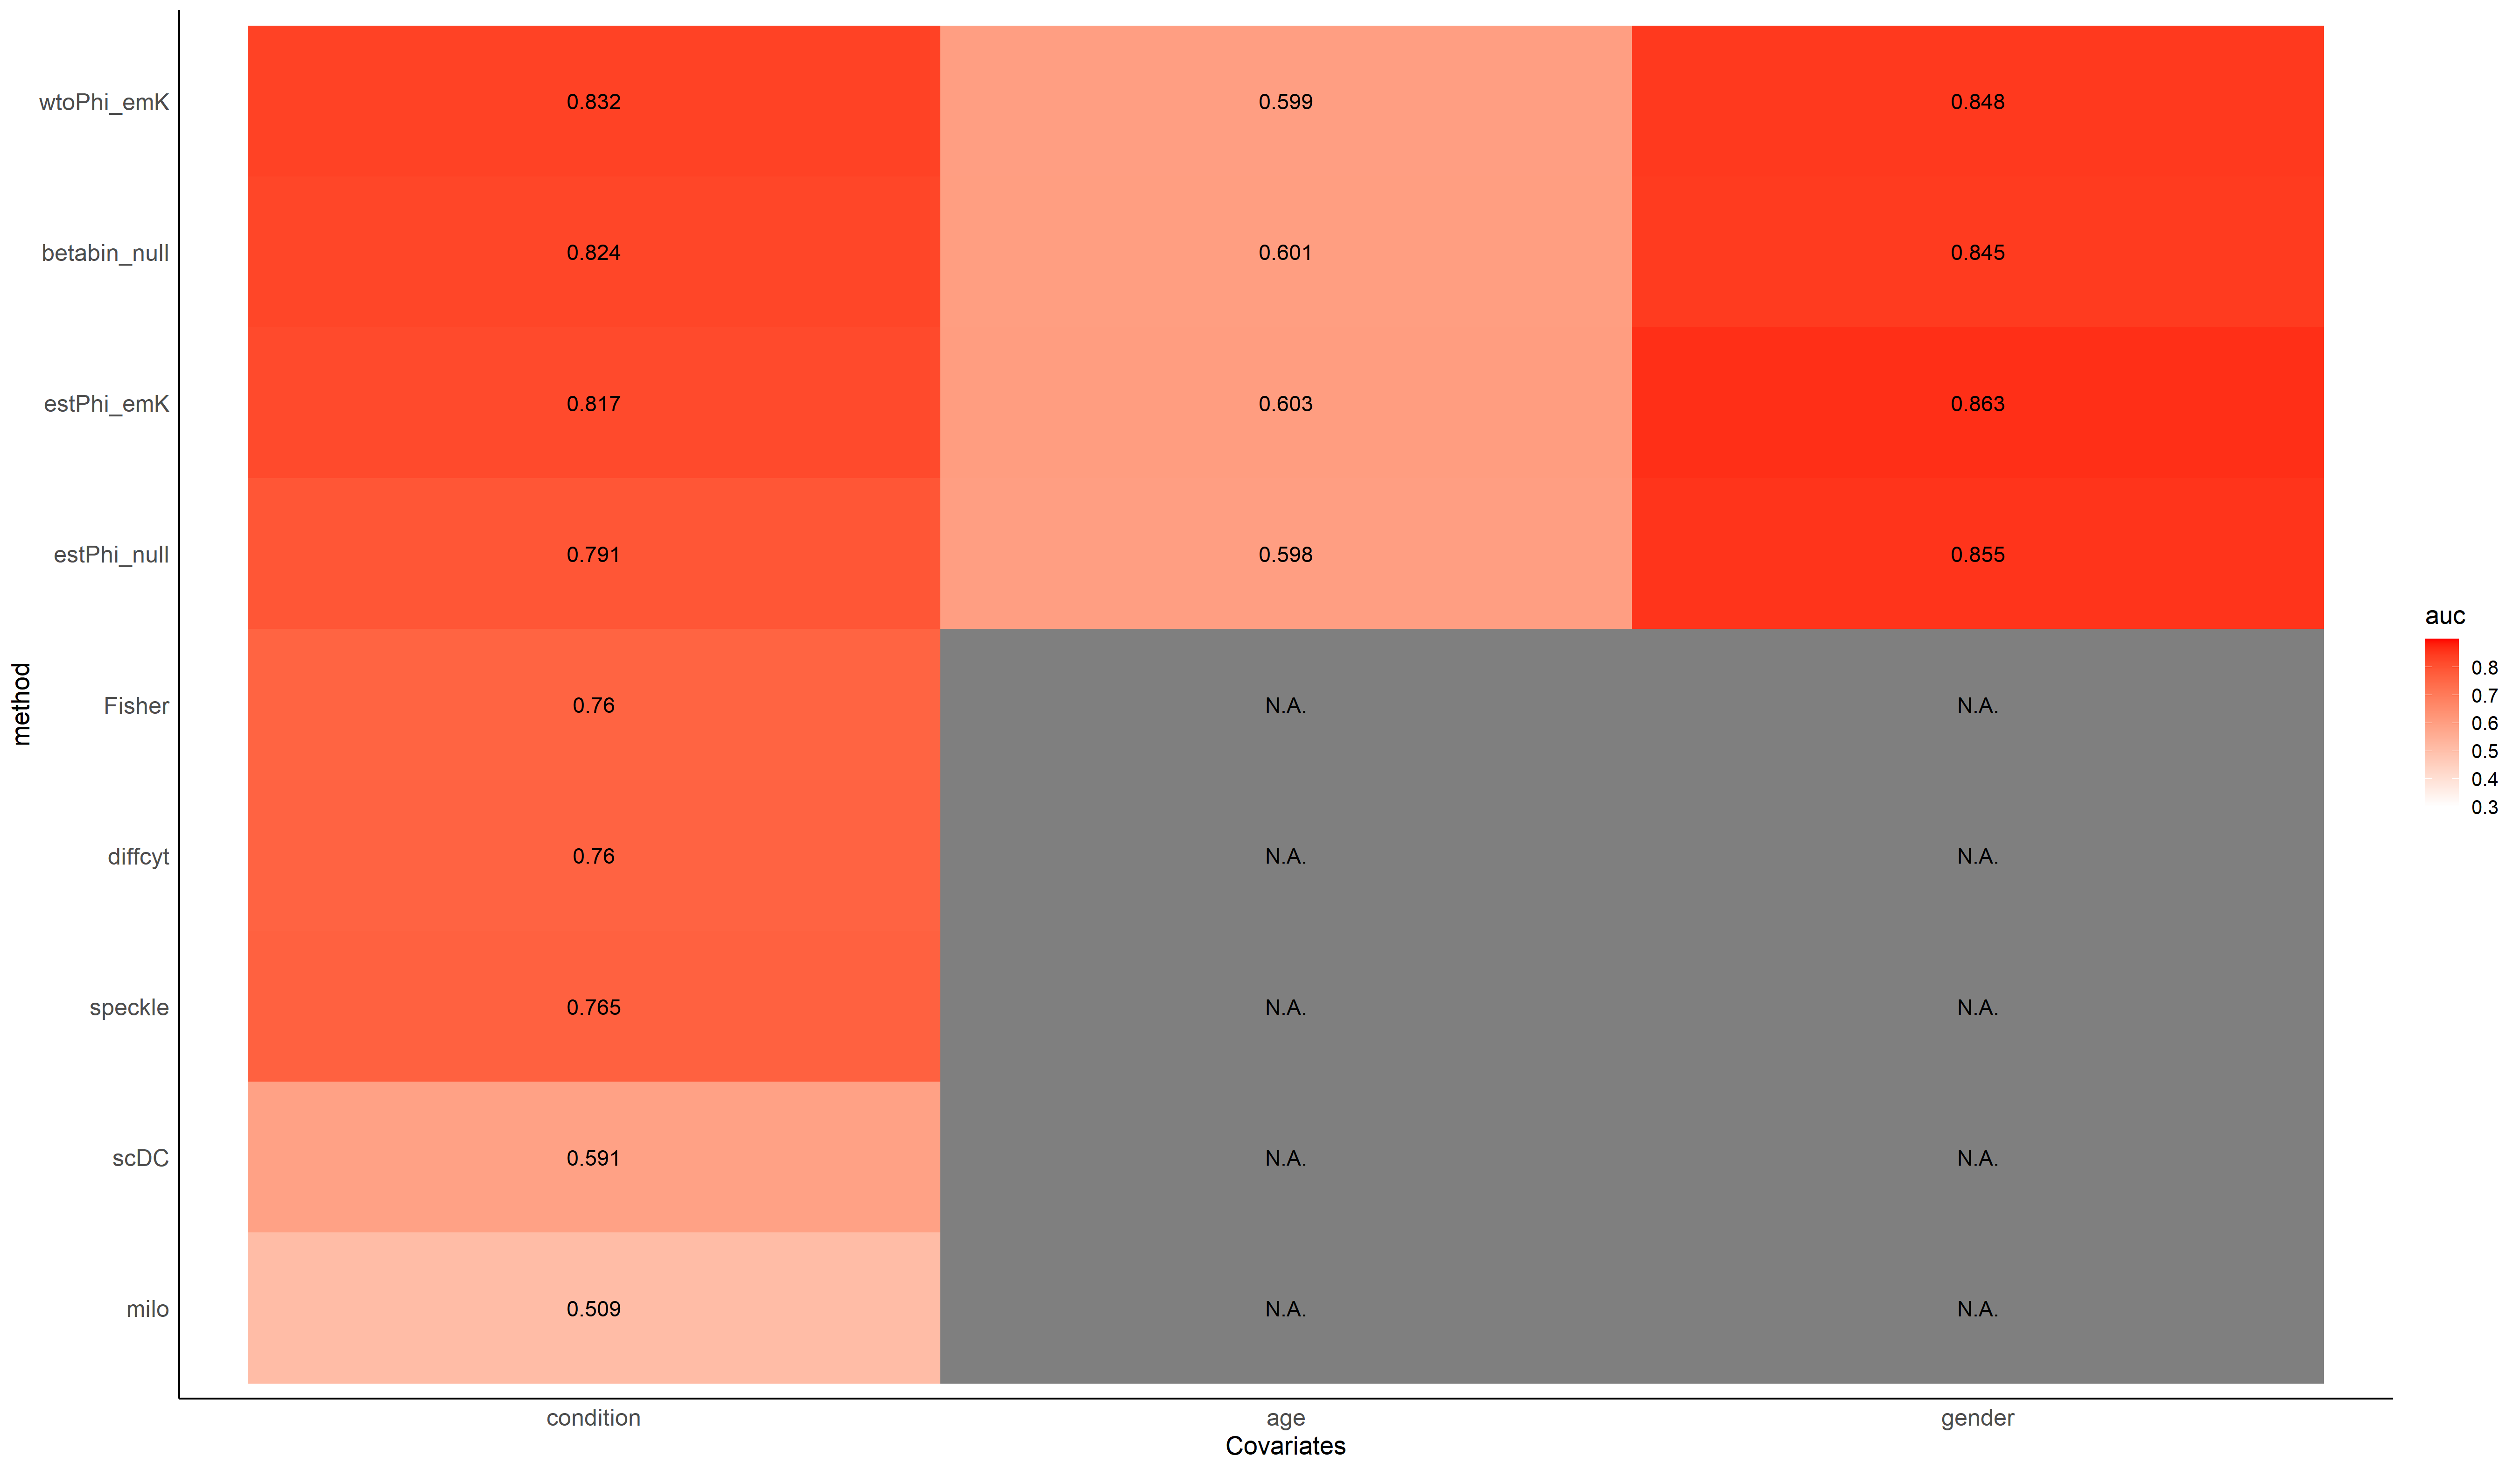 wtoPhi_emK 0.832 0.599 0.848
betabin_null 0.824 0.601 0.845
estPhi_emK 0.817 0.603 0.863
estPhi_null 0.791 0.598 0.855
Fisher 0.76 N.A. N.A.
diffcyt 0.76 N.A. N.A.
speckle 0.765 N.A. N.A.
scDC 0.591 N.A. N.A.
milo 0.509 N.A. N.A.
method
condition age gender
Covariates
auc
0.8
0.7
0.6
0.5
0.4
0.3